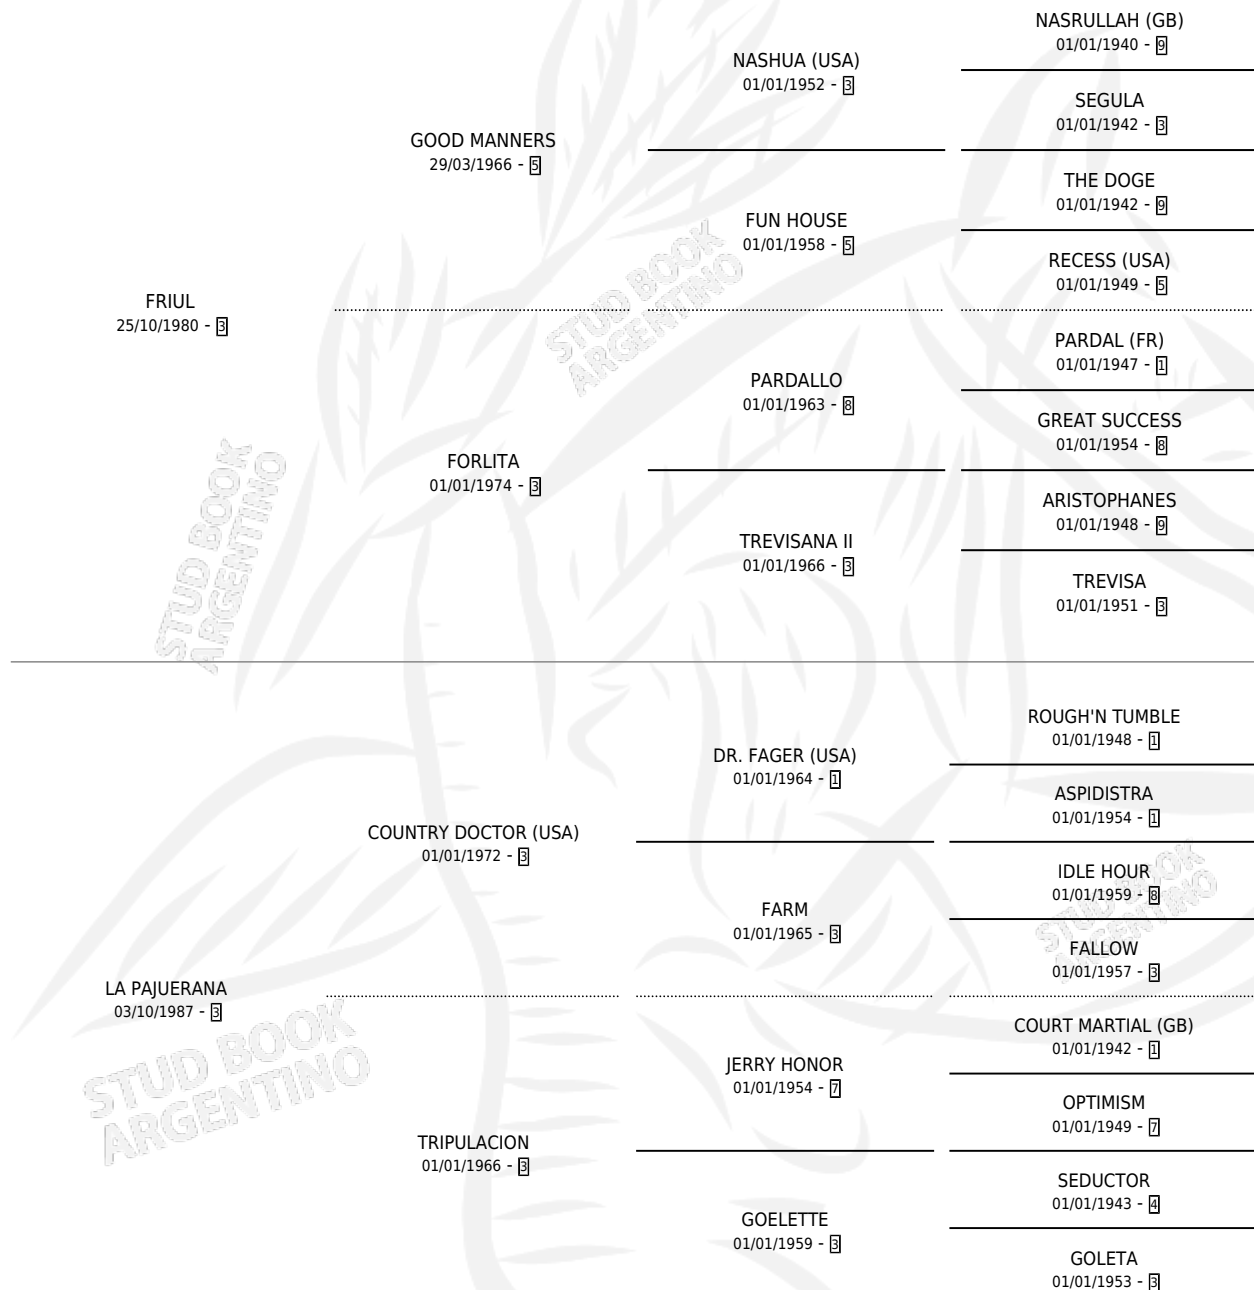 NASRULLAH (GB)
01/01/1940 - 9
NASHUA (USA)
01/01/1952 - 3
SEGULA
01/01/1942 - 3
GOOD MANNERS
29/03/1966 - 5
THE DOGE
01/01/1942 - 9
FUN HOUSE
01/01/1958 - 5
RECESS (USA)
01/01/1949 - 5
FRIUL
25/10/1980 - 3
PARDAL (FR)
01/01/1947 - 1
PARDALLO
01/01/1963 - 8
GREAT SUCCESS
01/01/1954 - 8
FORLITA
01/01/1974 - 3
ARISTOPHANES
01/01/1948 - 9
TREVISANA II
01/01/1966 - 3
TREVISA
01/01/1951 - 3
ROUGH'N TUMBLE
01/01/1948 - 1
DR. FAGER (USA)
01/01/1964 - 1
ASPIDISTRA
01/01/1954 - 1
COUNTRY DOCTOR (USA)
01/01/1972 - 3
IDLE HOUR
01/01/1959 - 8
FARM
01/01/1965 - 3
FALLOW
01/01/1957 - 3
LA PAJUERANA
03/10/1987 - 3
COURT MARTIAL (GB)
01/01/1942 - 1
JERRY HONOR
01/01/1954 - 7
OPTIMISM
01/01/1949 - 7
TRIPULACION
01/01/1966 - 3
SEDUCTOR
01/01/1943 - 4
GOELETTE
01/01/1959 - 3
GOLETA
01/01/1953 - 3
STUD BOOK
ARGENTINO
STUD BOOK
ARGENTINO
STUD BOOK
ARGENTINO
STUD BOOK
ARGENTINO